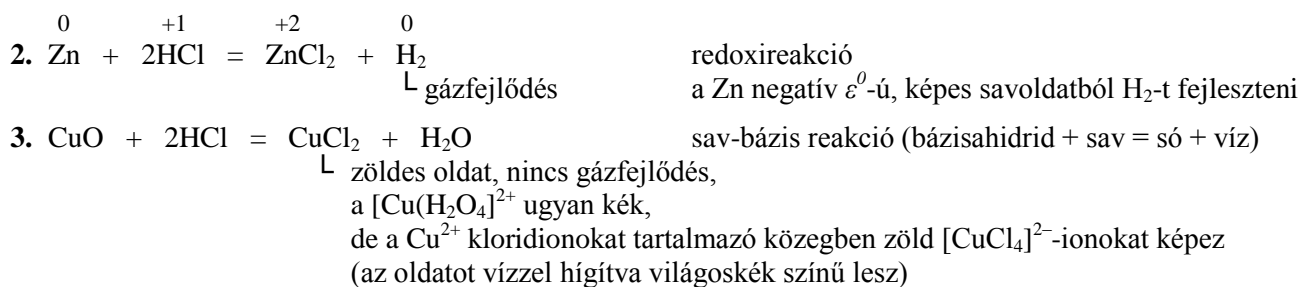 0 +1 +2 0
2. Zn + 2HCl = ZnCl₂ + H₂ redoxireakció
└ gázfejlődés a Zn negatív ε⁰-ú, képes savoldatból H₂-t fejleszteni
3. CuO + 2HCl = CuCl₂ + H₂O sav-bázis reakció (bázisahidrid + sav = só + víz)
└ zöldes oldat, nincs gázfejlődés,
a [Cu(H₂O₄]²⁺ ugyan kék,
de a Cu²⁺ kloridionokat tartalmazó közegben zöld [CuCl₄]²⁻-ionokat képez
(az oldatot vízzel hígítva világoskék színű lesz)